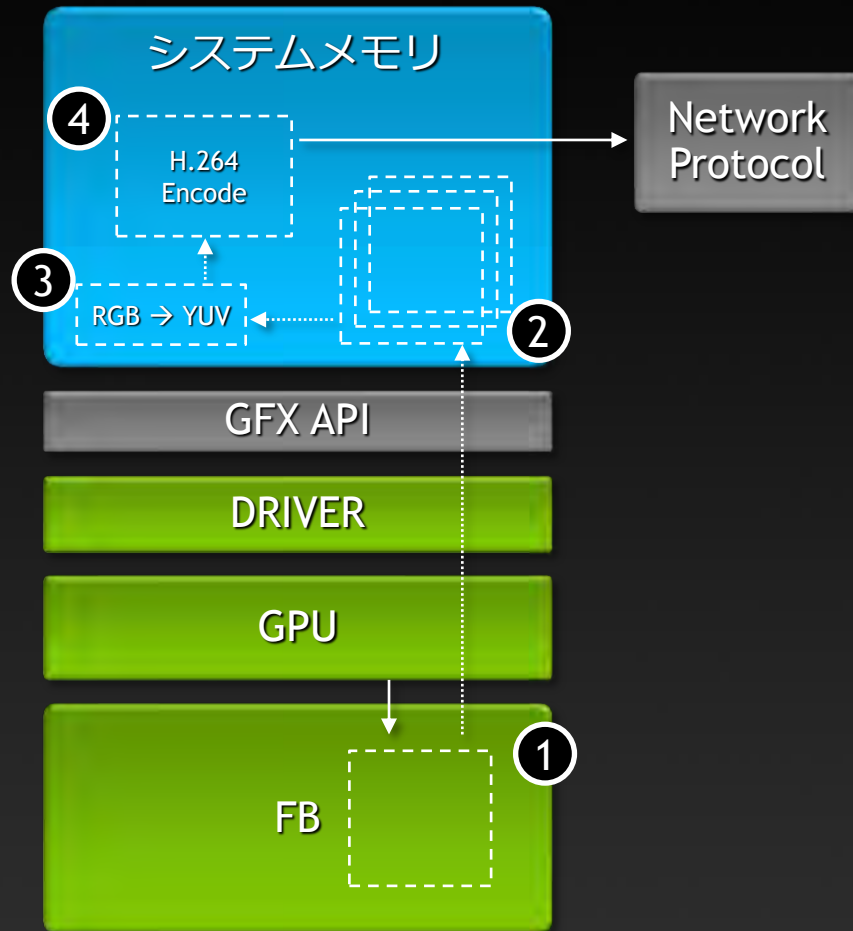 システムメモリ
4
H.264
Encode
Network
Protocol
3
RGB → YUV
2
GFX API
DRIVER
GPU
1
FB